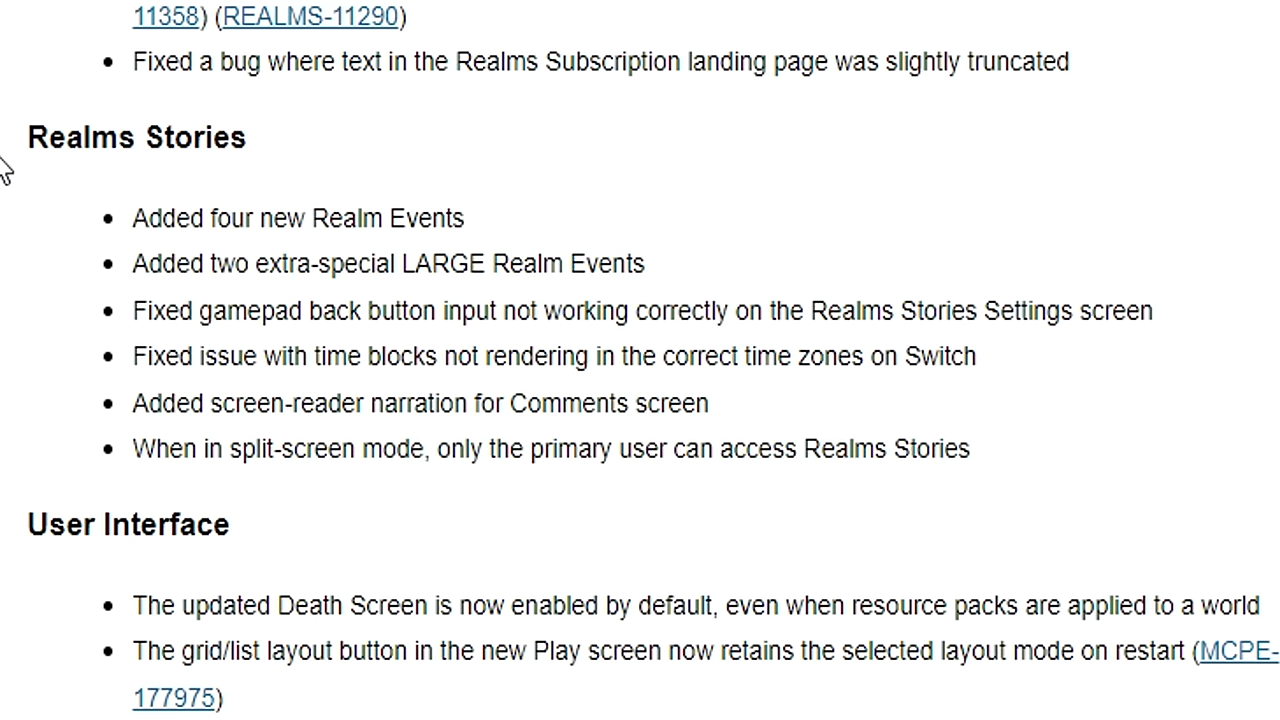 11358) (REALMS-11290)
• Fixed a bug where text in the Realms Subscription landing page was slightly truncated
Realms Stories
• Added four new Realm Events
• Added two extra-special LARGE Realm Events
• Fixed gamepad back button input not working correctly on the Realms Stories Settings screen
• Fixed issue with time blocks not rendering in the correct time zones on Switch
• Added screen-reader narration for Comments screen
• When in split-screen mode, only the primary user can access Realms Stories
User Interface
• The updated Death Screen is now enabled by default, even when resource packs are applied to a world
• The grid/list layout button in the new Play screen now retains the selected layout mode on restart (MCPE-
177975)